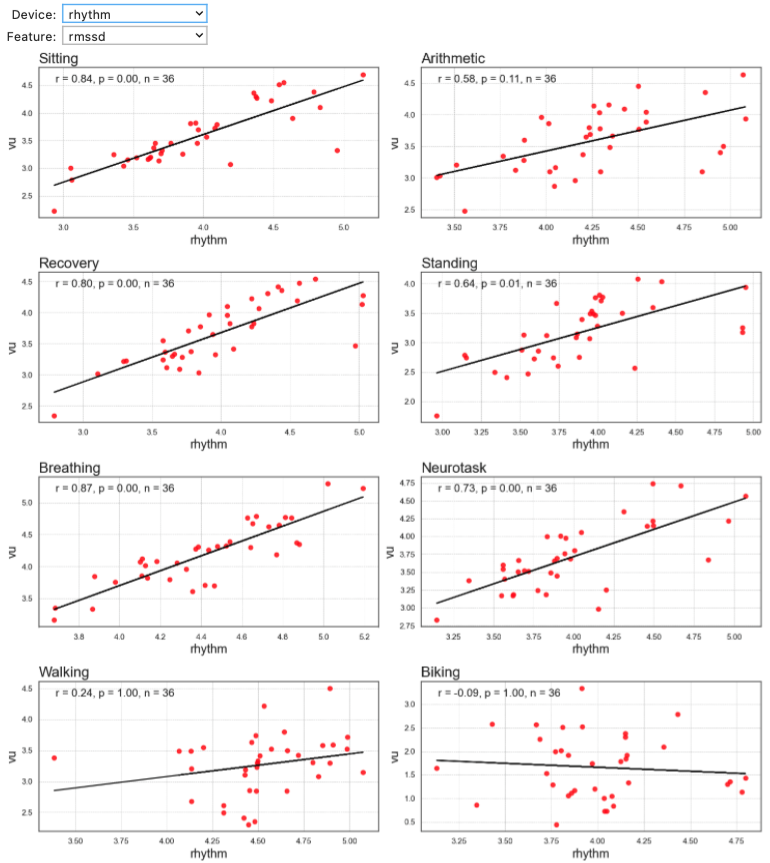 Device: rhythm
Feature: rmssd
Sitting
r = 0.84, p = 0.00, n = 36
4.5
4.0
3.5
3.0
2.5
vu
3.0 3.5 4.0 4.5 5.0
rhythm
Arithmetic
r = 0.58, p = 0.11, n = 36
4.5
4.0
3.5
3.0
2.5
vu
3.50 3.75 4.00 4.25 4.50 4.75 5.00
rhythm
Recovery
r = 0.80, p = 0.00, n = 36
4.5
4.0
3.5
3.0
2.5
vu
3.0 3.5 4.0 4.5 5.0
rhythm
Standing
r = 0.64, p = 0.01, n = 36
4.0
3.5
3.0
2.5
2.0
vu
3.00 3.25 3.50 3.75 4.00 4.25 4.50 4.75 5.00
rhythm
Breathing
r = 0.87, p = 0.00, n = 36
5.0
4.5
4.0
3.5
vu
3.8 4.0 4.2 4.4 4.6 4.8 5.0 5.2
rhythm
Neurotask
r = 0.73, p = 0.00, n = 36
4.75
4.50
4.25
4.00
3.75
3.50
3.25
3.00
2.75
vu
3.25 3.50 3.75 4.00 4.25 4.50 4.75 5.00
rhythm
Walking
r = 0.24, p = 1.00, n = 36
4.5
4.0
3.5
3.0
2.5
vu
3.50 3.75 4.00 4.25 4.50 4.75 5.00
rhythm
Biking
r = -0.09, p = 1.00, n = 36
3.0
2.5
2.0
1.5
1.0
0.5
vu
3.25 3.50 3.75 4.00 4.25 4.50 4.75
rhythm